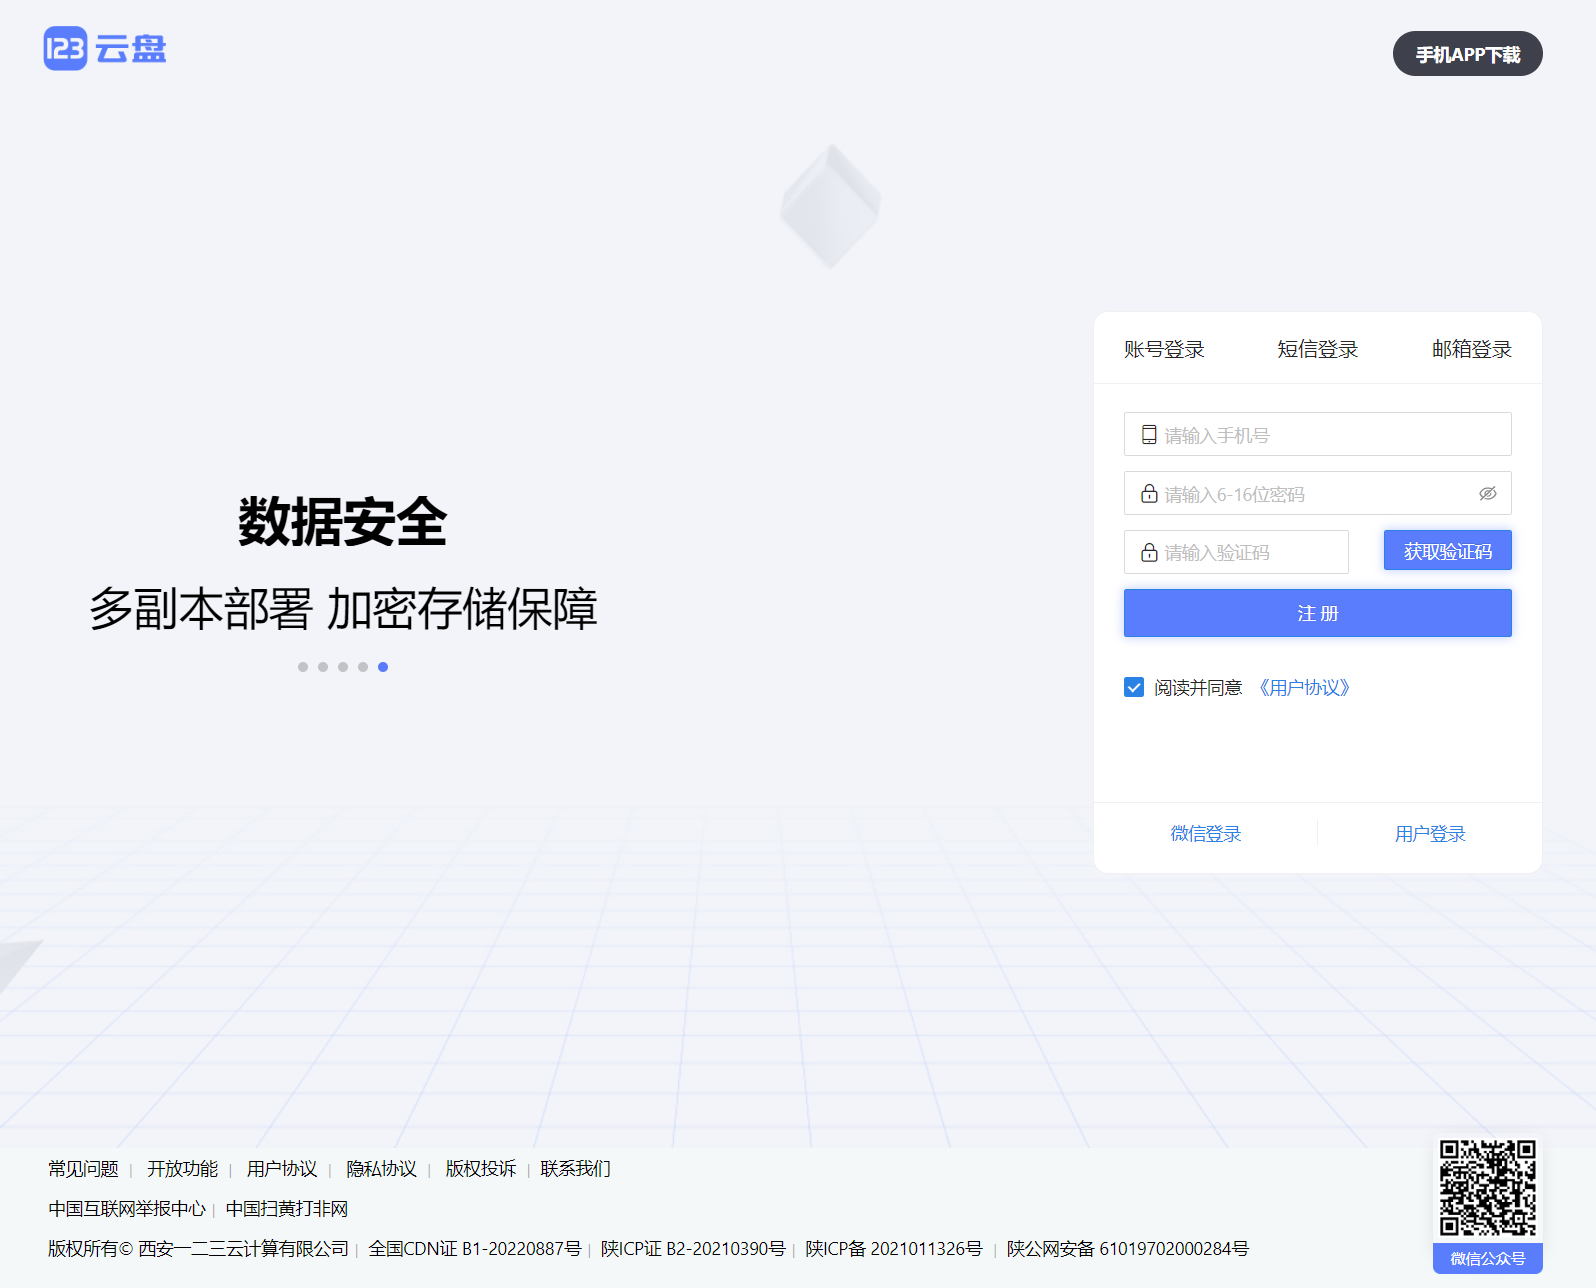 123云盘
手机APP下载
账号登录 短信登录 邮箱登录
请输入手机号
请输入6-16位密码
请输入验证码 获取验证码
注 册
阅读并同意 《用户协议》
微信登录 用户登录
数据安全
多副本部署 加密存储保障
常见问题 | 开放功能 | 用户协议 | 隐私协议 | 版权投诉 | 联系我们
中国互联网举报中心 | 中国扫黄打非网
版权所有© 西安一二三云计算有限公司 | 全国CDN证 B1-20220887号 | 陕ICP证 B2-20210390号 | 陕ICP备 2021011326号 | 陕公网安备 61019702000284号
微信公众号